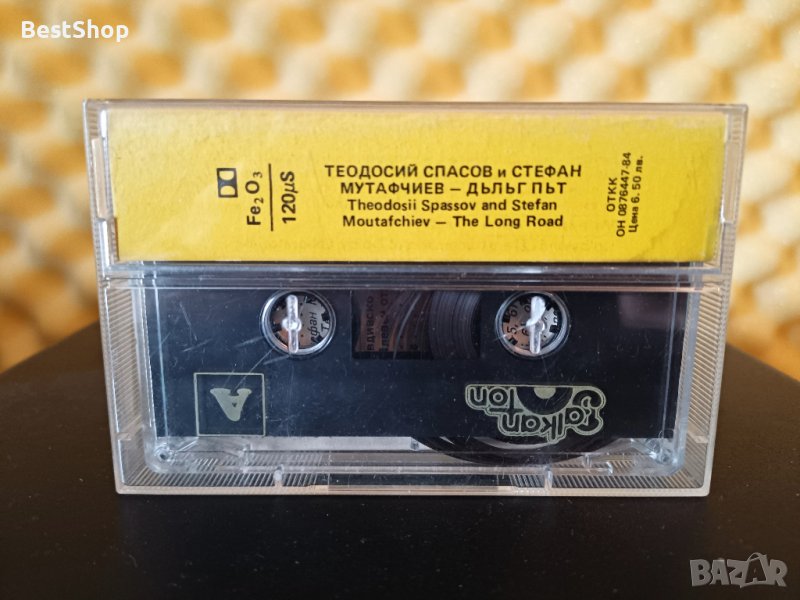 BestShop
Fe2O3
120µS
ТЕОДОСИЙ СПАСОВ и СТЕФАН
МУТАФЧИЕВ – ДЪЛЪГ ПЪТ
Theodosii Spassov and Stefan
Moutafchiev – The Long Road
ОТКК
ОН 0876447-84
Цена 6. 50 лв.
A
Balkanton
BAZAR